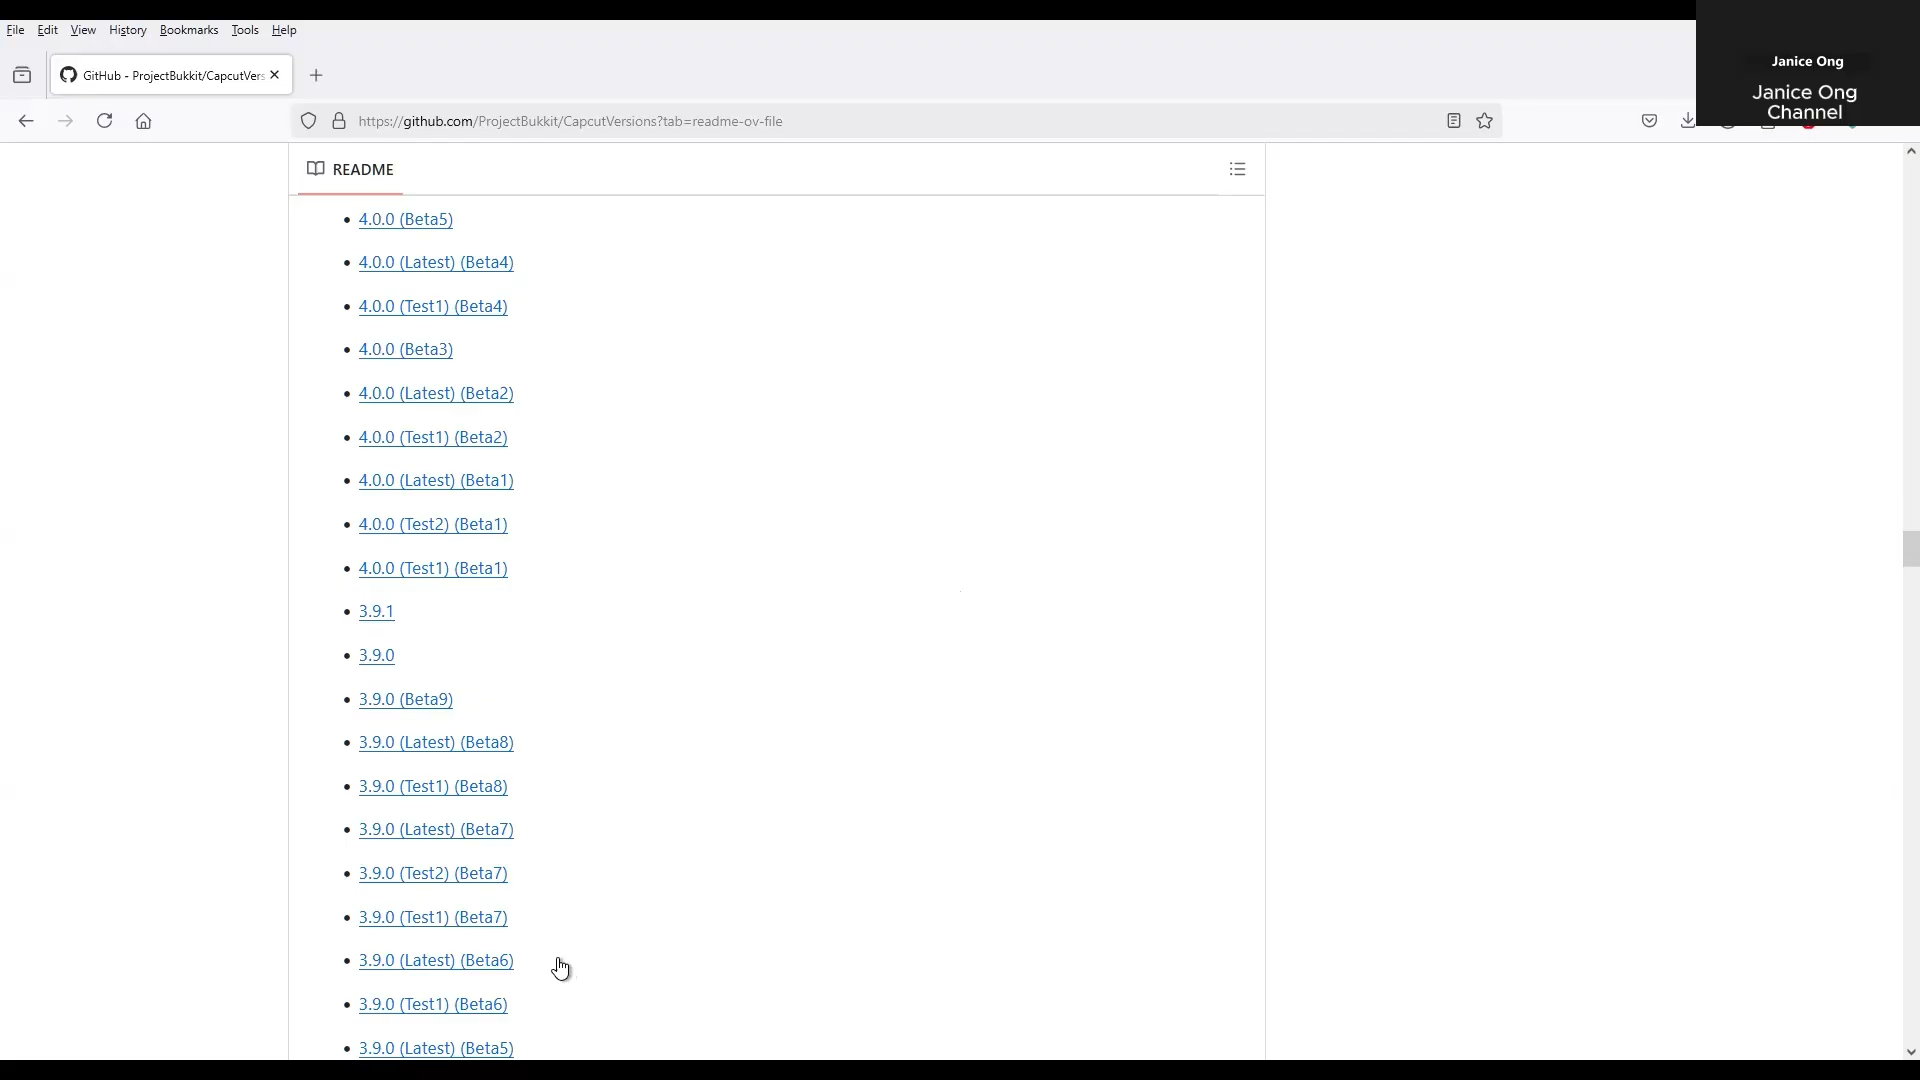 File Edit View History Bookmarks Tools Help
Janice Ong
Janice Ong
Channel
GitHub - ProjectBukkit/CapcutVers
https://github.com/ProjectBukkit/CapcutVersions?tab=readme-ov-file
README
4.0.0 (Beta5)
4.0.0 (Latest) (Beta4)
4.0.0 (Test1) (Beta4)
4.0.0 (Beta3)
4.0.0 (Latest) (Beta2)
4.0.0 (Test1) (Beta2)
4.0.0 (Latest) (Beta1)
4.0.0 (Test2) (Beta1)
4.0.0 (Test1) (Beta1)
3.9.1
3.9.0
3.9.0 (Beta9)
3.9.0 (Latest) (Beta8)
3.9.0 (Test1) (Beta8)
3.9.0 (Latest) (Beta7)
3.9.0 (Test2) (Beta7)
3.9.0 (Test1) (Beta7)
3.9.0 (Latest) (Beta6)
3.9.0 (Test1) (Beta6)
3.9.0 (Latest) (Beta5)